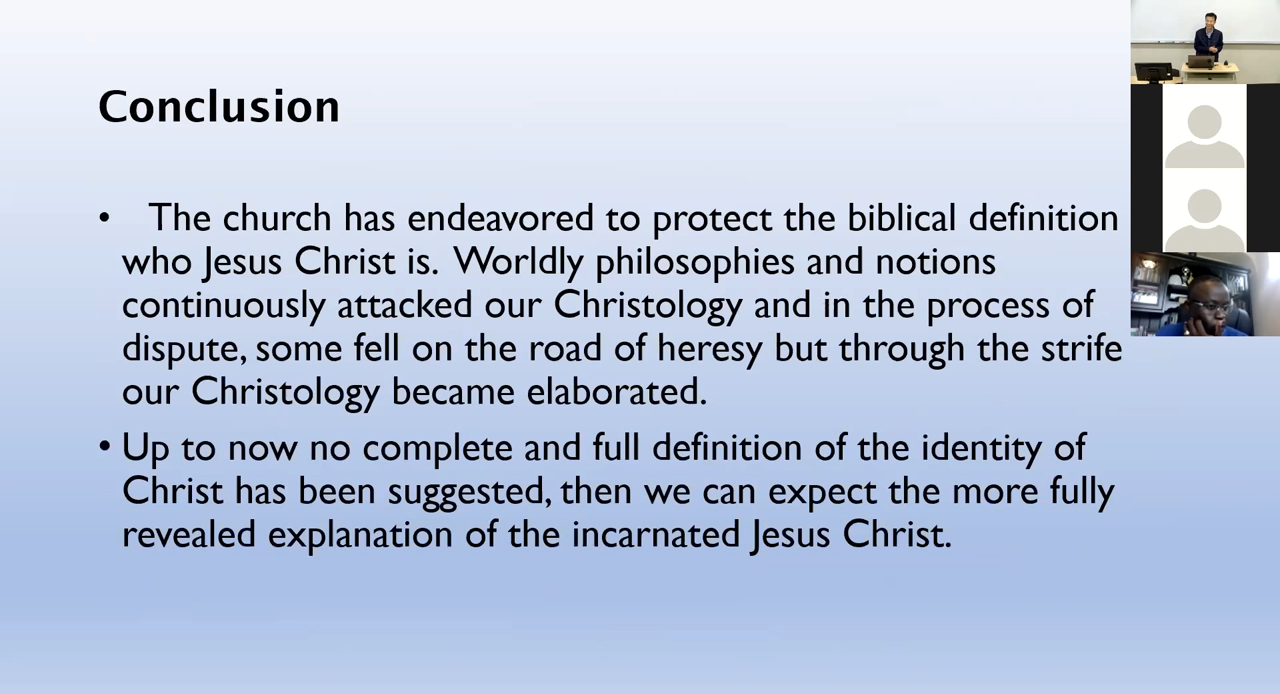 Conclusion
• The church has endeavored to protect the biblical definition
who Jesus Christ is. Worldly philosophies and notions
continuously attacked our Christology and in the process of
dispute, some fell on the road of heresy but through the strife
our Christology became elaborated.
• Up to now no complete and full definition of the identity of
Christ has been suggested, then we can expect the more fully
revealed explanation of the incarnated Jesus Christ.